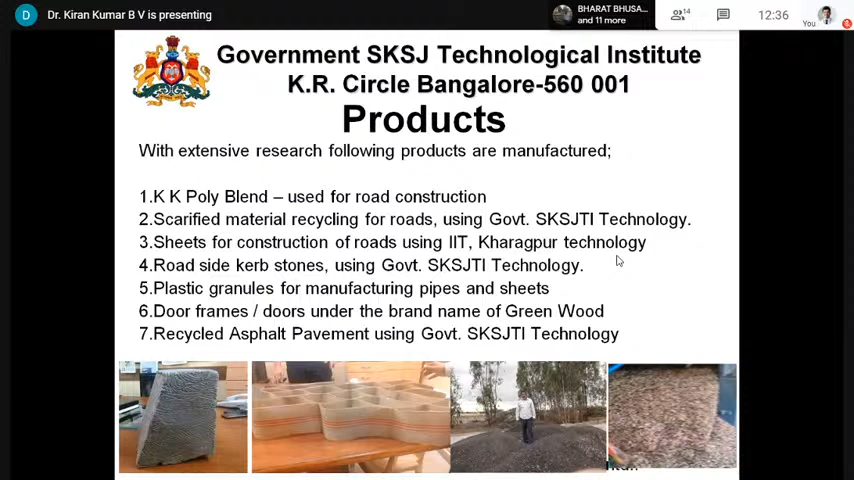 D
Dr. Kiran Kumar B V is presenting
BHARAT BHUSA...
and 11 more
14
12:36
You
Government SKSJ Technological Institute
K.R. Circle Bangalore-560 001
Products
With extensive research following products are manufactured;
1.K K Poly Blend – used for road construction
2.Scarified material recycling for roads, using Govt. SKSJTI Technology.
3.Sheets for construction of roads using IIT, Kharagpur technology
4.Road side kerb stones, using Govt. SKSJTI Technology.
5.Plastic granules for manufacturing pipes and sheets
6.Door frames / doors under the brand name of Green Wood
7.Recycled Asphalt Pavement using Govt. SKSJTI Technology